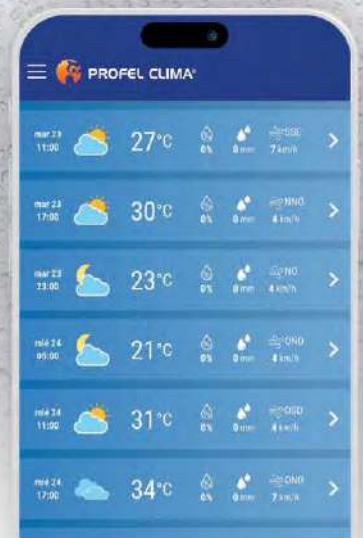 PROFEL CLIMA®
mar 23
11:00
27°C
0%
0 mm
SSE
7 km/h
mar 23
17:00
30°C
0%
0 mm
NNO
4 km/h
mar 23
23:00
23°C
0%
0 mm
NO
4 km/h
mié 24
05:00
21°C
0%
0 mm
ONO
4 km/h
mié 24
11:00
31°C
0%
0 mm
OSO
4 km/h
mié 24
17:00
34°C
0%
0 mm
ONO
7 km/h